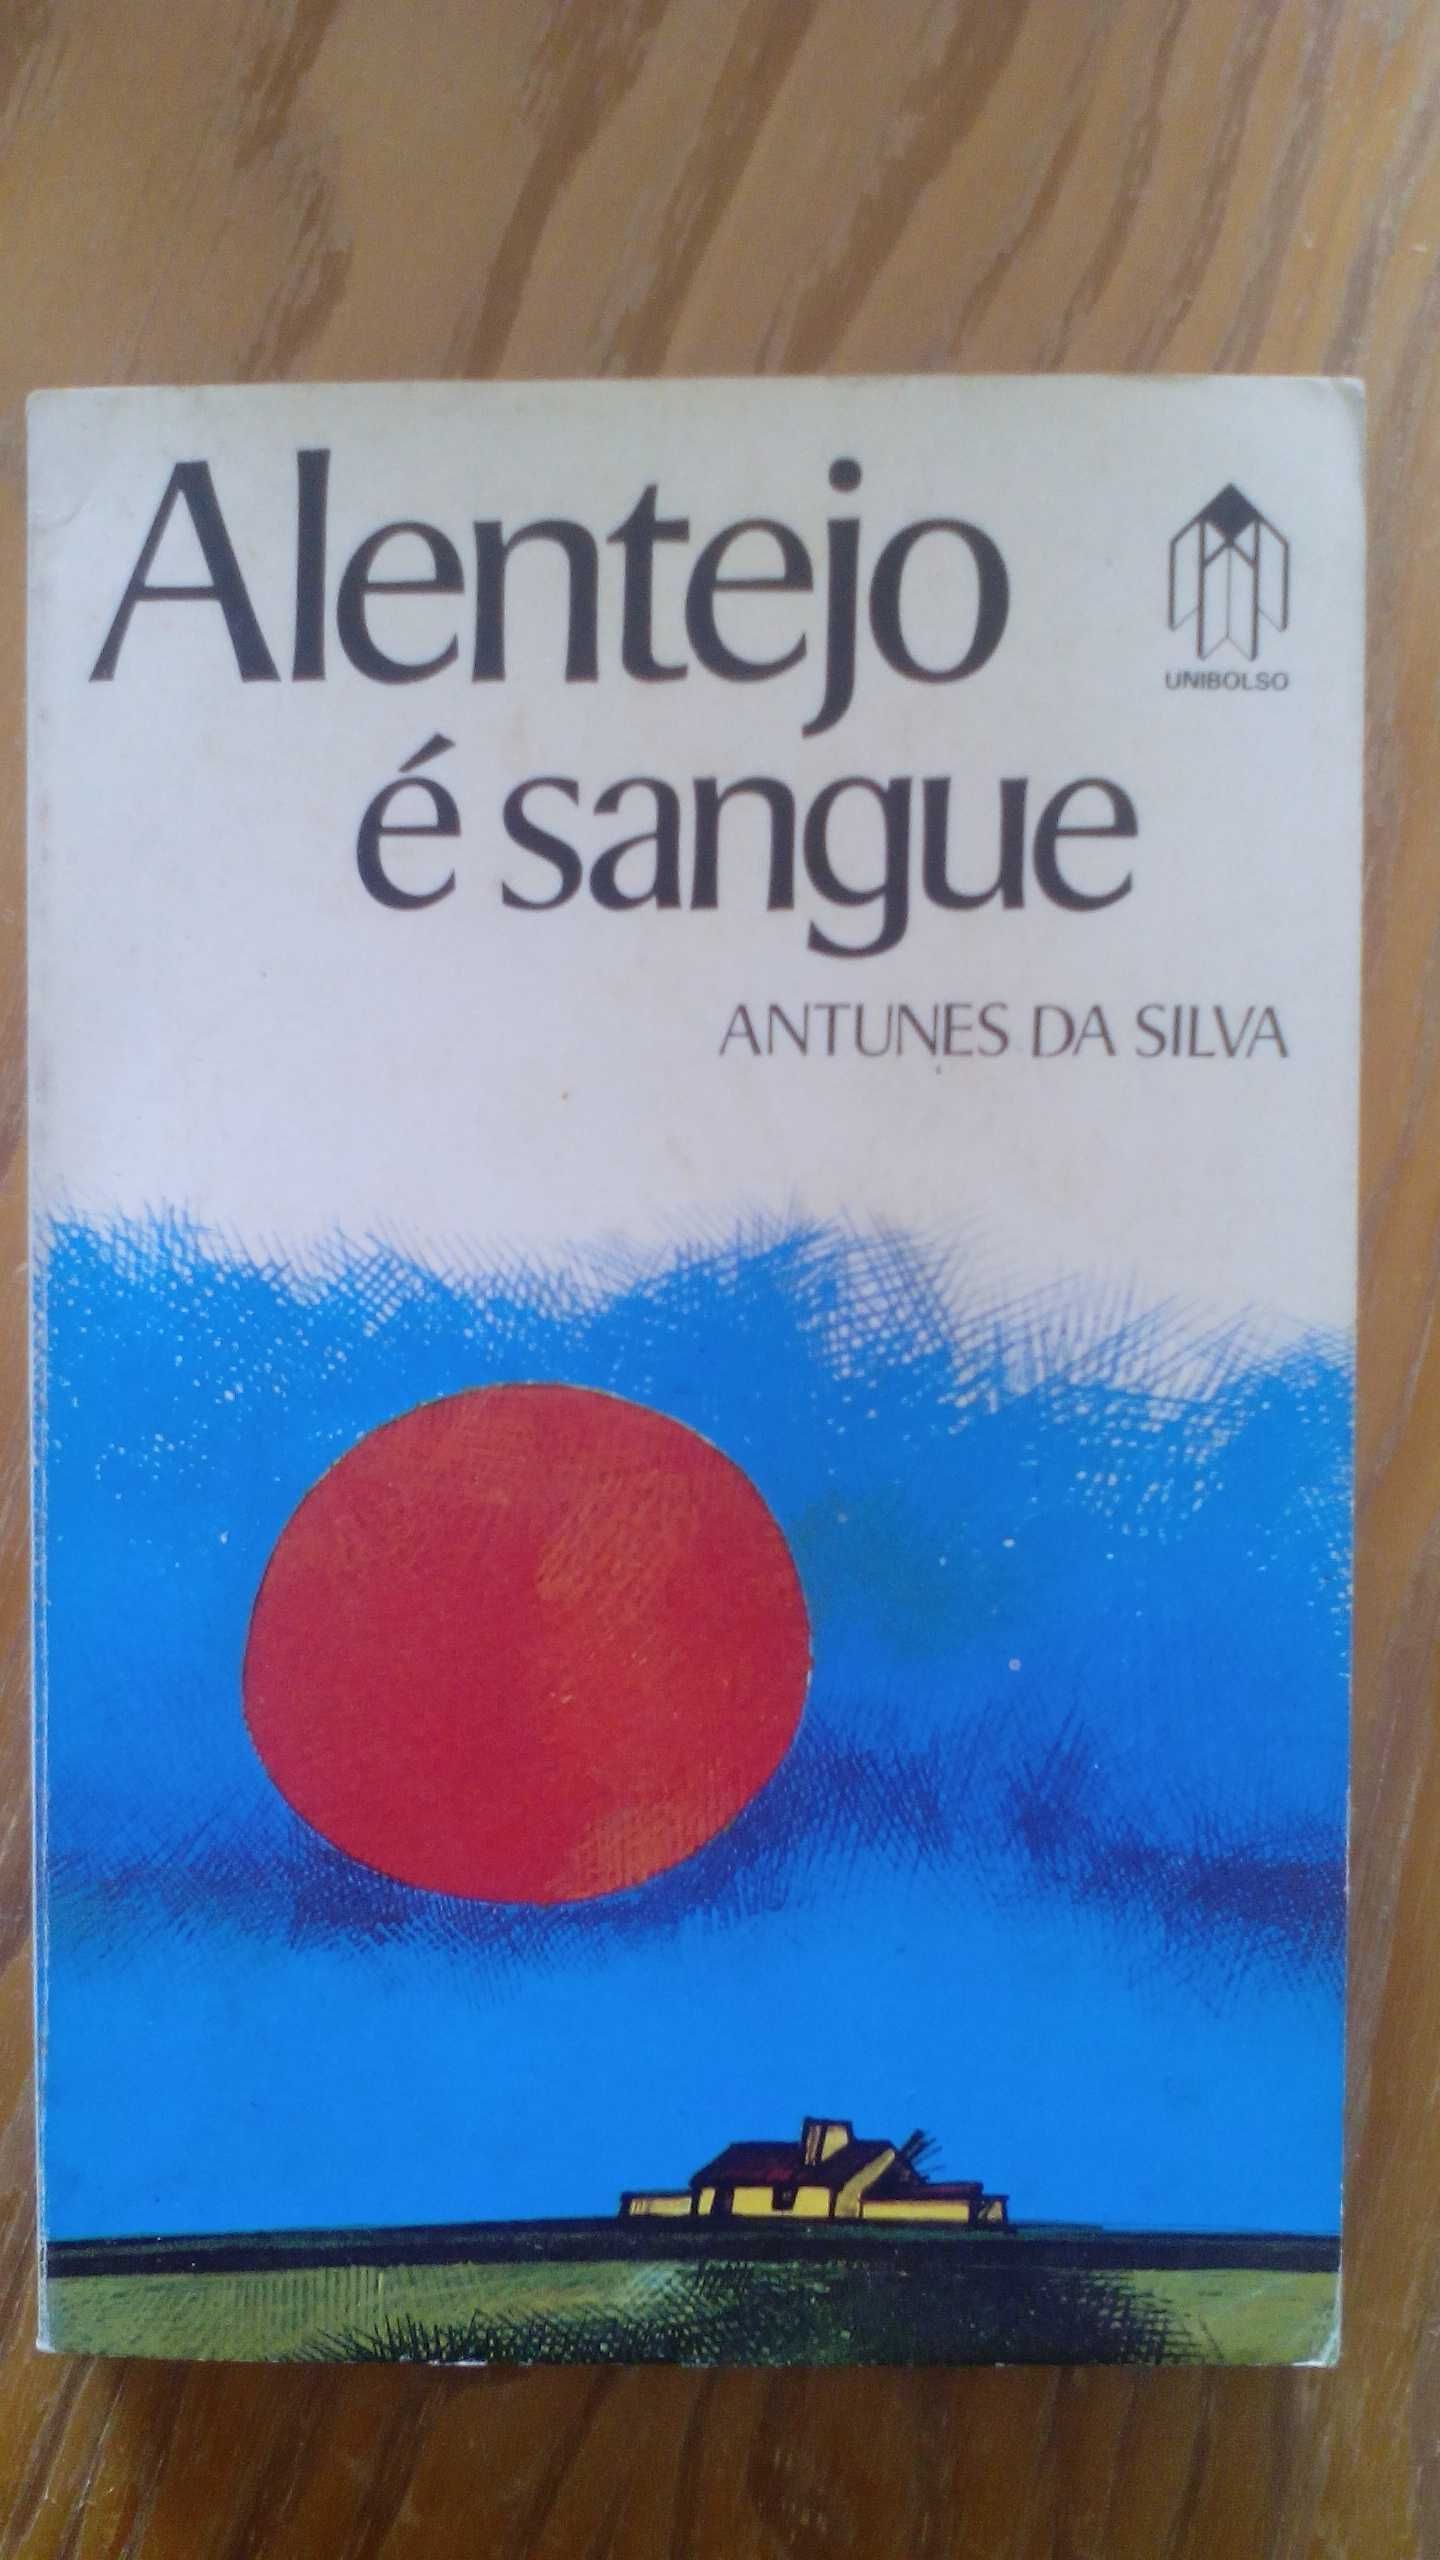 Alentejo
é sangue
UNIBOLSO
ANTUNES DA SILVA